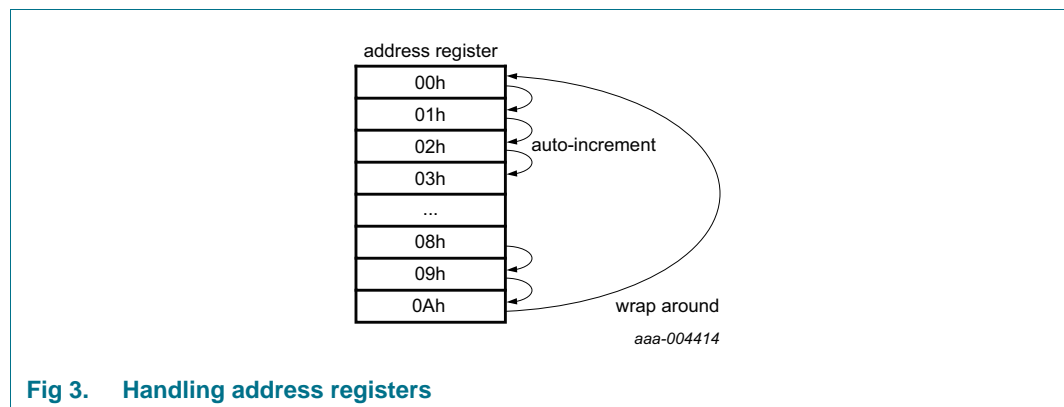 address register
00h
01h
02h
auto-increment
03h
...
08h
09h
0Ah
wrap around
aaa-004414
Fig 3. Handling address registers